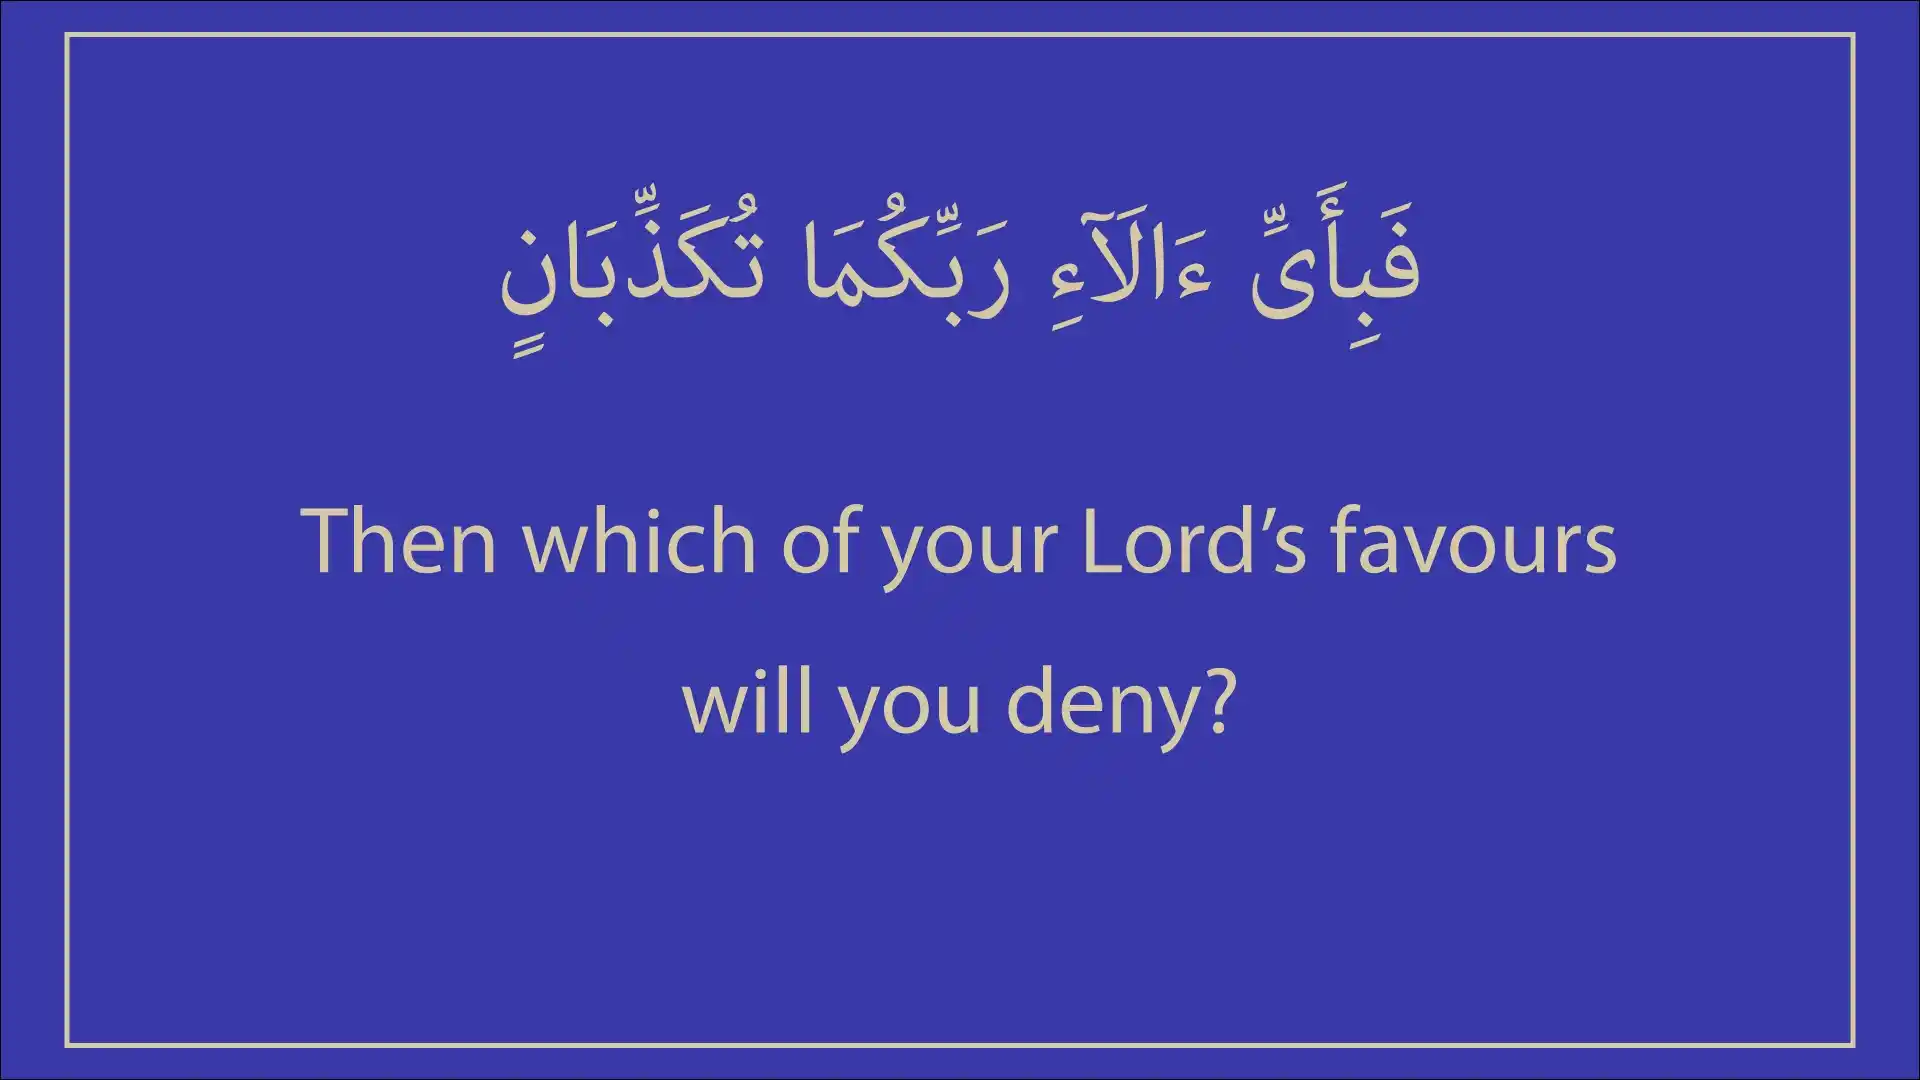 فَبِأَىِّ ءَالَآءِ رَبِّكُمَا تُكَذِّبَانٍ
Then which of your Lord’s favours
will you deny?